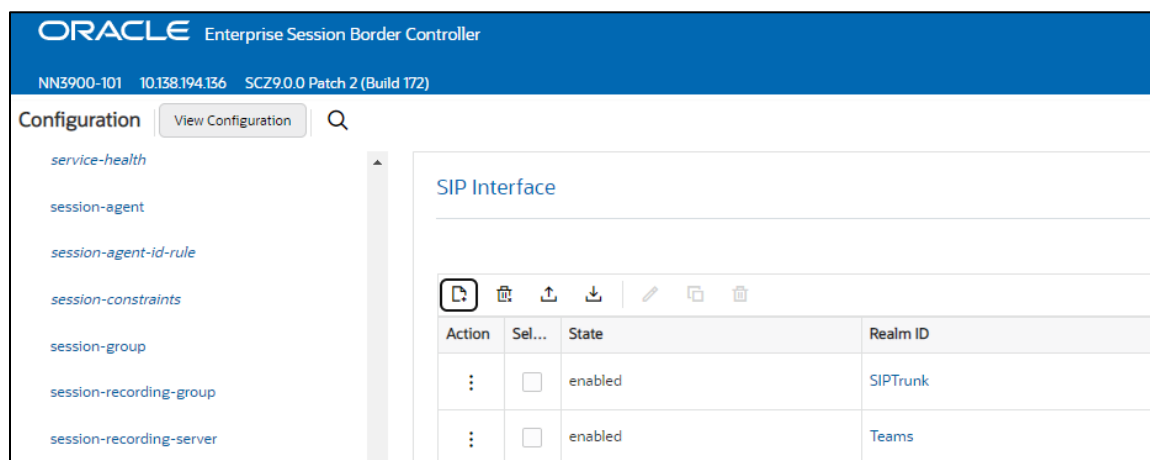 ORACLE Enterprise Session Border Controller
NN3900-101 10.138.194.136 SCZ9.0.0 Patch 2 (Build 172)
Configuration View Configuration
service-health
session-agent
session-agent-id-rule
session-constraints
session-group
session-recording-group
session-recording-server
SIP Interface
Action Sel... State Realm ID
enabled SIPTrunk
enabled Teams